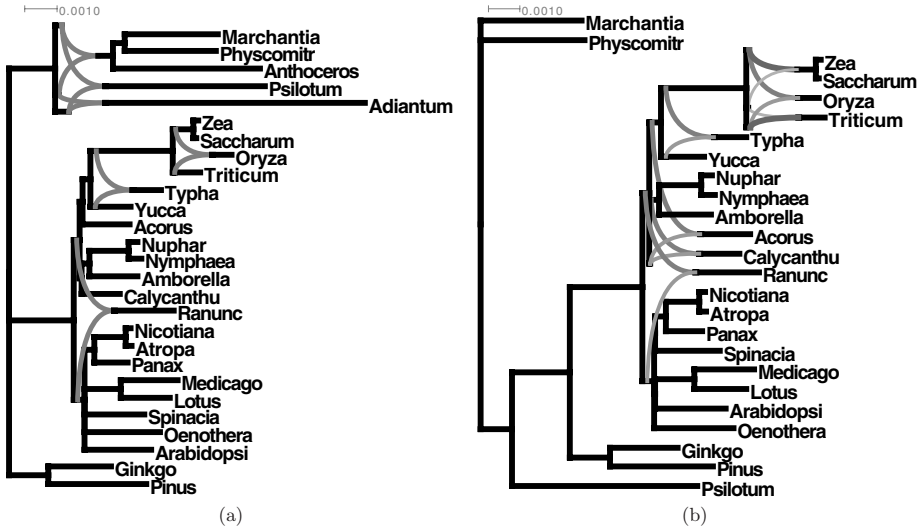 0.0010
Marchantia
Physcomitr
Anthoceros
Psilotum
Adiantum
Zea
Saccharum
Oryza
Triticum
Typha
Yucca
Acorus
Nuphar
Nymphaea
Amborella
Calycanthu
Ranunc
Nicotiana
Atropa
Panax
Medicago
Lotus
Spinacia
Oenothera
Arabidopsi
Ginkgo
Pinus
(a)
0.0010
Marchantia
Physcomitr
Zea
Saccharum
Oryza
Triticum
Typha
Yucca
Nuphar
Nymphaea
Amborella
Acorus
Calycanthu
Ranunc
Nicotiana
Atropa
Panax
Spinacia
Medicago
Lotus
Arabidopsi
Oenothera
Ginkgo
Pinus
Psilotum
(b)